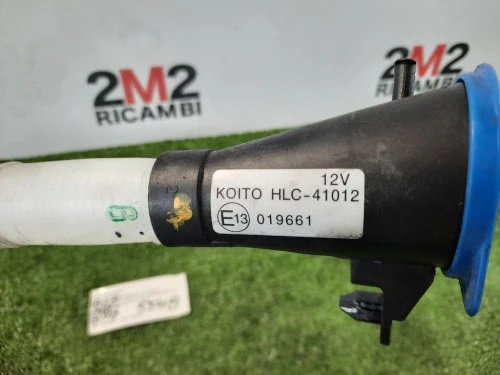 2M2
RICAMBI
2M2
RICAMBI
12V
KOITO HLC-41012
E13 019661